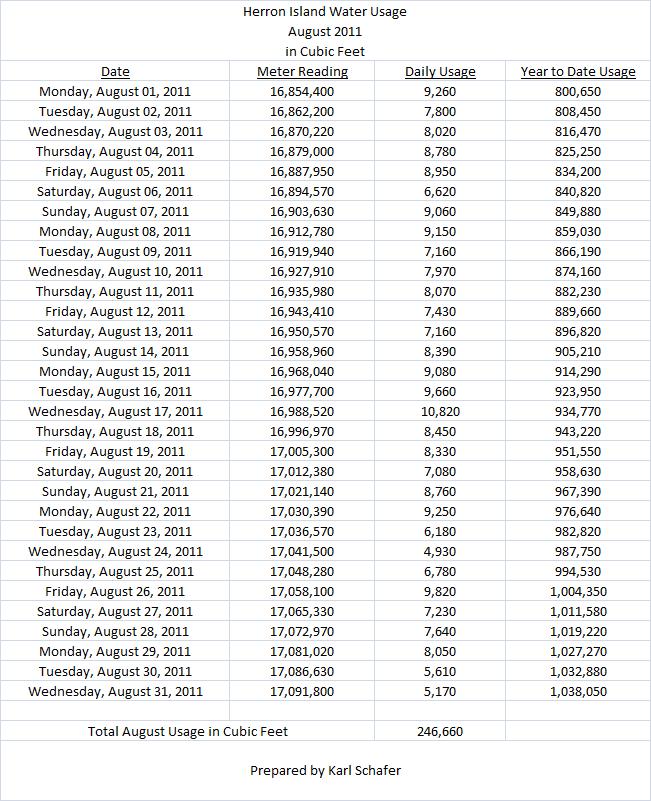 Herron Island Water Usage
August 2011
in Cubic Feet
Date Meter Reading Daily Usage Year to Date Usage
Monday, August 01, 2011 16,854,400 9,260 800,650
Tuesday, August 02, 2011 16,862,200 7,800 808,450
Wednesday, August 03, 2011 16,870,220 8,020 816,470
Thursday, August 04, 2011 16,879,000 8,780 825,250
Friday, August 05, 2011 16,887,950 8,950 834,200
Saturday, August 06, 2011 16,894,570 6,620 840,820
Sunday, August 07, 2011 16,903,630 9,060 849,880
Monday, August 08, 2011 16,912,780 9,150 859,030
Tuesday, August 09, 2011 16,919,940 7,160 866,190
Wednesday, August 10, 2011 16,927,910 7,970 874,160
Thursday, August 11, 2011 16,935,980 8,070 882,230
Friday, August 12, 2011 16,943,410 7,430 889,660
Saturday, August 13, 2011 16,950,570 7,160 896,820
Sunday, August 14, 2011 16,958,960 8,390 905,210
Monday, August 15, 2011 16,968,040 9,080 914,290
Tuesday, August 16, 2011 16,977,700 9,660 923,950
Wednesday, August 17, 2011 16,988,520 10,820 934,770
Thursday, August 18, 2011 16,996,970 8,450 943,220
Friday, August 19, 2011 17,005,300 8,330 951,550
Saturday, August 20, 2011 17,012,380 7,080 958,630
Sunday, August 21, 2011 17,021,140 8,760 967,390
Monday, August 22, 2011 17,030,390 9,250 976,640
Tuesday, August 23, 2011 17,036,570 6,180 982,820
Wednesday, August 24, 2011 17,041,500 4,930 987,750
Thursday, August 25, 2011 17,048,280 6,780 994,530
Friday, August 26, 2011 17,058,100 9,820 1,004,350
Saturday, August 27, 2011 17,065,330 7,230 1,011,580
Sunday, August 28, 2011 17,072,970 7,640 1,019,220
Monday, August 29, 2011 17,081,020 8,050 1,027,270
Tuesday, August 30, 2011 17,086,630 5,610 1,032,880
Wednesday, August 31, 2011 17,091,800 5,170 1,038,050
Total August Usage in Cubic Feet 246,660
Prepared by Karl Schafer